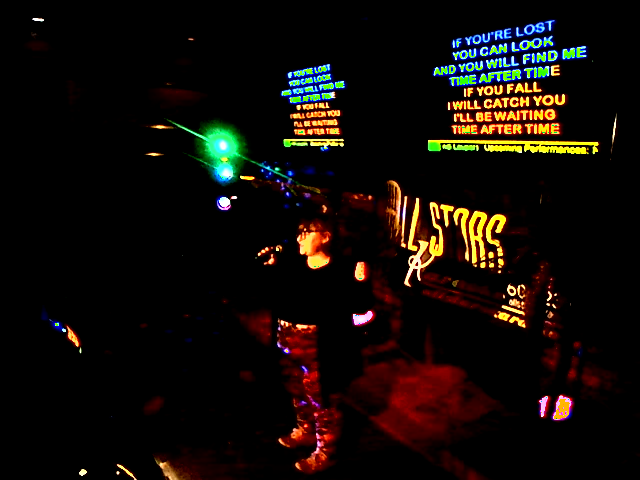 IF YOU'RE LOST
YOU CAN LOOK
AND YOU WILL FIND ME
TIME AFTER TIME
IF YOU FALL
I WILL CATCH YOU
I'LL BE WAITING
TIME AFTER TIME
Upcoming Performances:
IF YOU'RE LOST
YOU CAN LOOK
AND YOU WILL FIND ME
TIME AFTER TIME
IF YOU FALL
I WILL CATCH YOU
I'LL BE WAITING
TIME AFTER TIME
ALL STARS